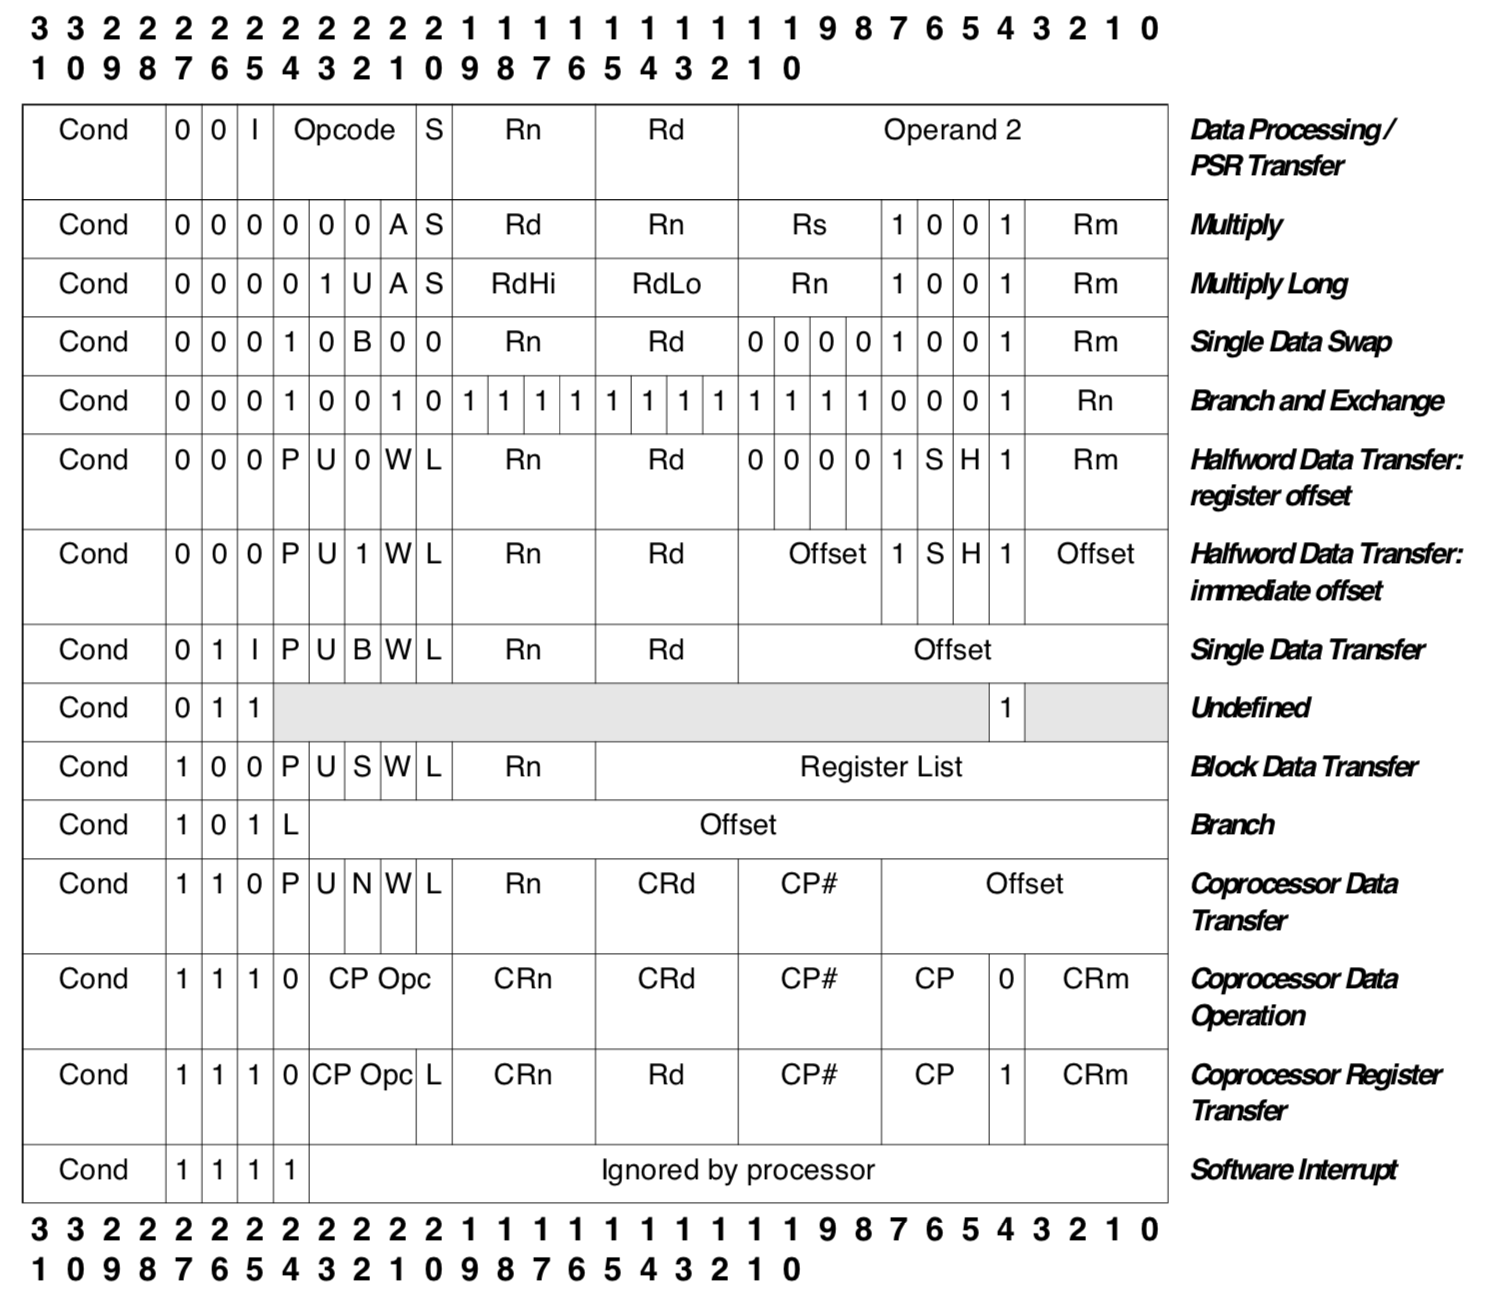 3 3 2 2 2 2 2 2 2 2 2 2 1 1 1 1 1 1 1 1 1 1 9 8 7 6 5 4 3 2 1 0
1 0 9 8 7 6 5 4 3 2 1 0 9 8 7 6 5 4 3 2 1 0
Cond 0 0 I Opcode S Rn Rd Operand 2 Data Processing /
PSR Transfer
Cond 0 0 0 0 0 0 A S Rd Rn Rs 1 0 0 1 Rm Multiply
Cond 0 0 0 0 1 U A S RdHi RdLo Rn 1 0 0 1 Rm Multiply Long
Cond 0 0 0 1 0 B 0 0 Rn Rd 0 0 0 0 1 0 0 1 Rm Single Data Swap
Cond 0 0 0 1 0 0 1 0 1 1 1 1 1 1 1 1 1 1 1 1 0 0 0 1 Rn Branch and Exchange
Cond 0 0 0 P U 0 W L Rn Rd 0 0 0 0 1 S H 1 Rm Halfword Data Transfer:
register offset
Cond 0 0 0 P U 1 W L Rn Rd Offset 1 S H 1 Offset Halfword Data Transfer:
immediate offset
Cond 0 1 I P U B W L Rn Rd Offset Single Data Transfer
Cond 0 1 1 1 Undefined
Cond 1 0 0 P U S W L Rn Register List Block Data Transfer
Cond 1 0 1 L Offset Branch
Cond 1 1 0 P U N W L Rn CRd CP# Offset Coprocessor Data
Transfer
Cond 1 1 1 0 CP Opc CRn CRd CP# CP 0 CRm Coprocessor Data
Operation
Cond 1 1 1 0 CP Opc L CRn Rd CP# CP 1 CRm Coprocessor Register
Transfer
Cond 1 1 1 1 Ignored by processor Software Interrupt
3 3 2 2 2 2 2 2 2 2 2 2 1 1 1 1 1 1 1 1 1 1 9 8 7 6 5 4 3 2 1 0
1 0 9 8 7 6 5 4 3 2 1 0 9 8 7 6 5 4 3 2 1 0